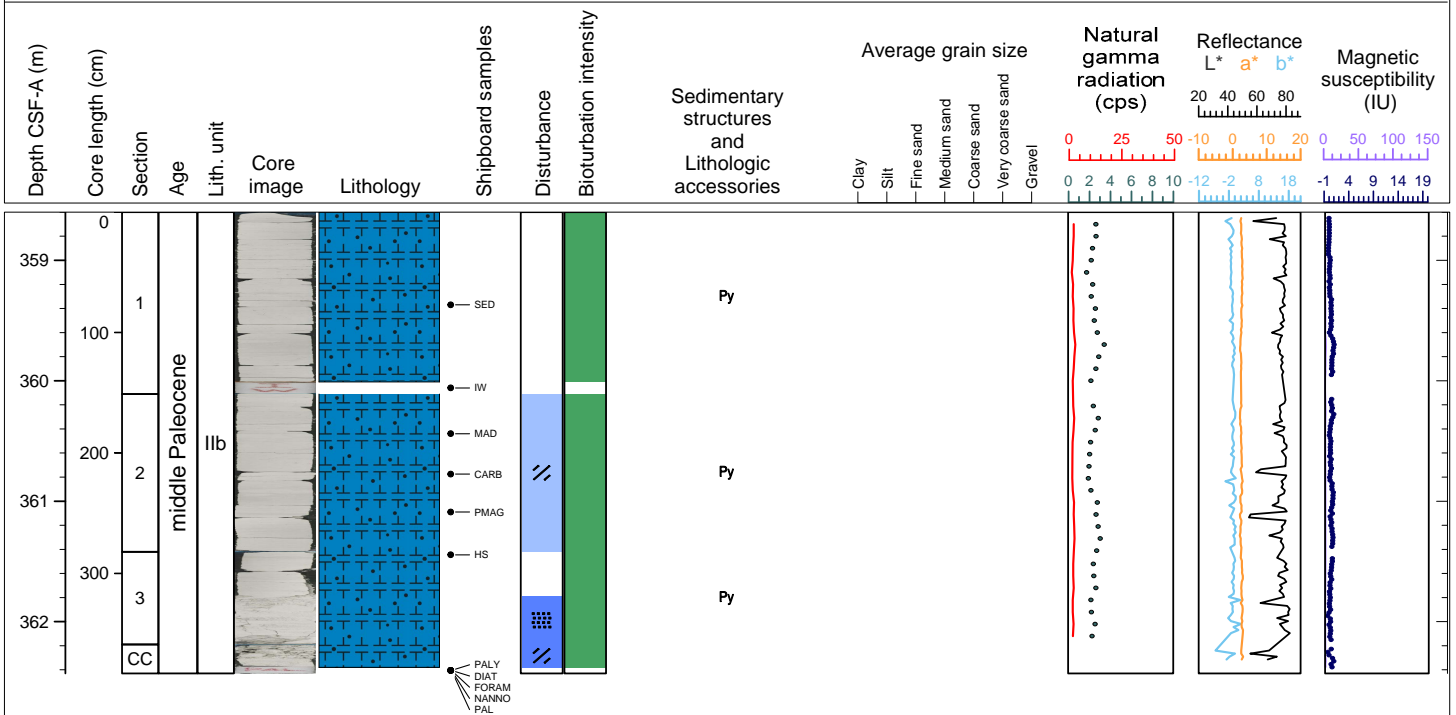 Depth CSF-A (m)
Core length (cm)
Section
Age
Lith. unit
Core
image
Lithology
Shipboard samples
Disturbance
Bioturbation intensity
Sedimentary
structures
and
Lithologic
accessories
Average grain size
Clay
Silt
Fine sand
Medium sand
Coarse sand
Very coarse sand
Gravel
Natural
gamma
radiation
(cps)
0 25 50
0 2 4 6 8 10
Reflectance
L* a* b*
20 40 60 80
-10 0 10 20
-12 -2 8 18
Magnetic
susceptibility
(IU)
0 50 100 150
-1 4 9 14 19
359
360
361
362
0
100
200
300
1
2
3
CC
middle Paleocene
IIb
SED
IW
MAD
CARB
PMAG
HS
PALY
DIAT
FORAM
NANNO
PAL
Py
Py
Py